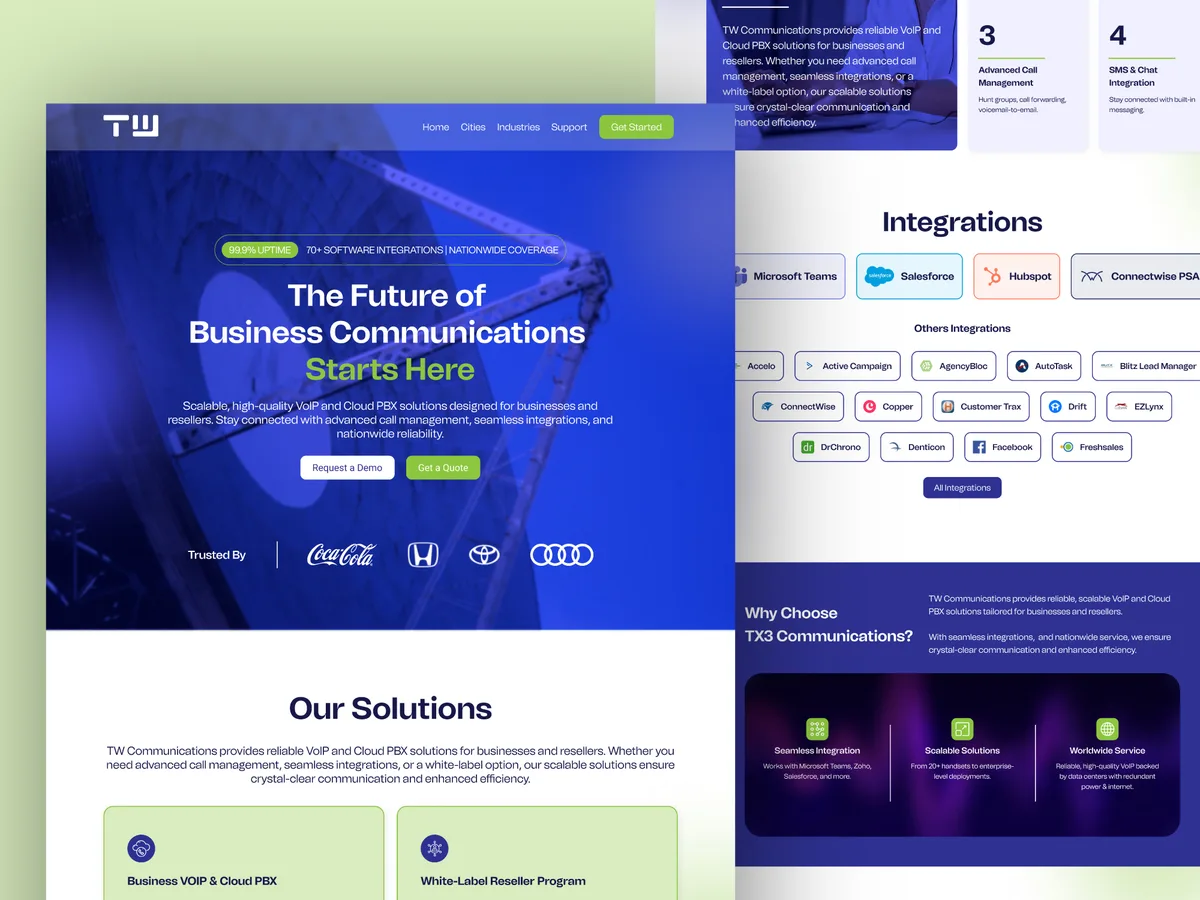 TW
Home
Cities
Industries
Support
Get Started
99.9% UPTIME
70+ SOFTWARE INTEGRATIONS | NATIONWIDE COVERAGE
The Future of
Business Communications
Starts Here
Scalable, high-quality VoIP and Cloud PBX solutions designed for businesses and
resellers. Stay connected with advanced call management, seamless integrations, and
nationwide reliability.
Request a Demo
Get a Quote
Trusted By
Coca-Cola
Our Solutions
TW Communications provides reliable VoIP and Cloud PBX solutions for businesses and resellers. Whether you
need advanced call management, seamless integrations, or a white-label option, our scalable solutions ensure
crystal-clear communication and enhanced efficiency.
Business VOIP & Cloud PBX
White-Label Reseller Program
TW Communications provides reliable VoIP and
Cloud PBX solutions for businesses and
resellers. Whether you need advanced call
management, seamless integrations, or a
white-label option, our scalable solutions
sure crystal-clear communication and
hanced efficiency.
3
Advanced Call
Management
Hunt groups, call forwarding,
voicemail-to-email.
4
SMS & Chat
Integration
Stay connected with built-in
messaging.
Integrations
Microsoft Teams
salesforce
Salesforce
Hubspot
Connectwise PSA
Others Integrations
Accelo
Active Campaign
AgencyBloc
AutoTask
Blitz Lead Manager
ConnectWise
Copper
Customer Trax
Drift
EZLynx
dr
DrChrono
Denticon
Facebook
Freshsales
All Integrations
Why Choose
TX3 Communications?
TW Communications provides reliable, scalable VoIP and Cloud
PBX solutions tailored for businesses and resellers.
With seamless integrations, and nationwide service, we ensure
crystal-clear communication and enhanced efficiency.
Seamless Integration
Works with Microsoft Teams, Zoho,
Salesforce, and more.
Scalable Solutions
From 20+ handsets to enterprise-
level deployments.
Worldwide Service
Reliable, high-quality VoIP backed
by data centers with redundant
power & internet.